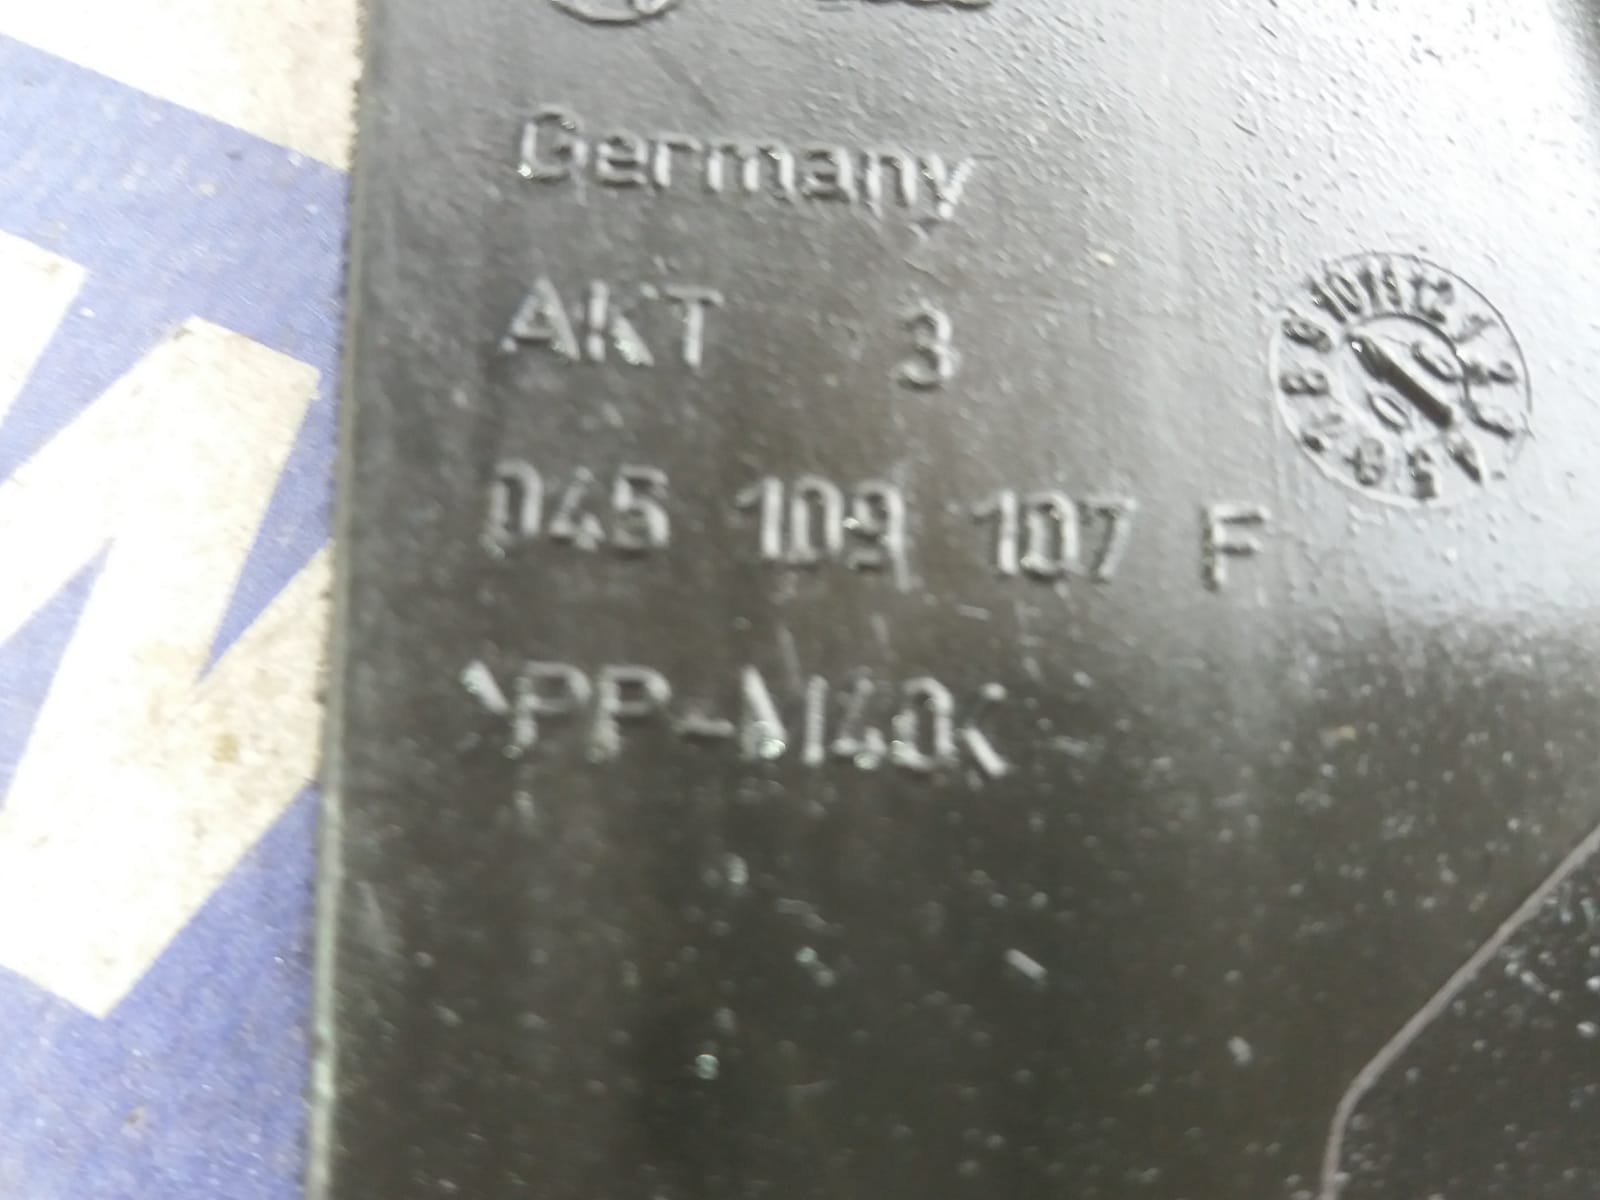 Germany
AKT 3
045 109 107 F
>PP-M40<